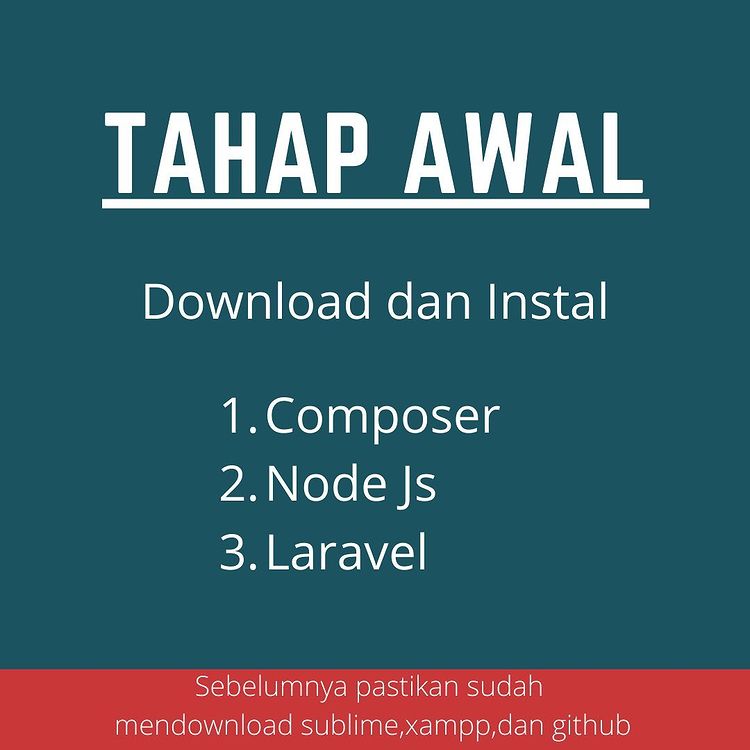 TAHAP AWAL
Download dan Instal
1. Composer
2. Node Js
3. Laravel
Sebelumnya pastikan sudah
mendownload sublime,xampp,dan github